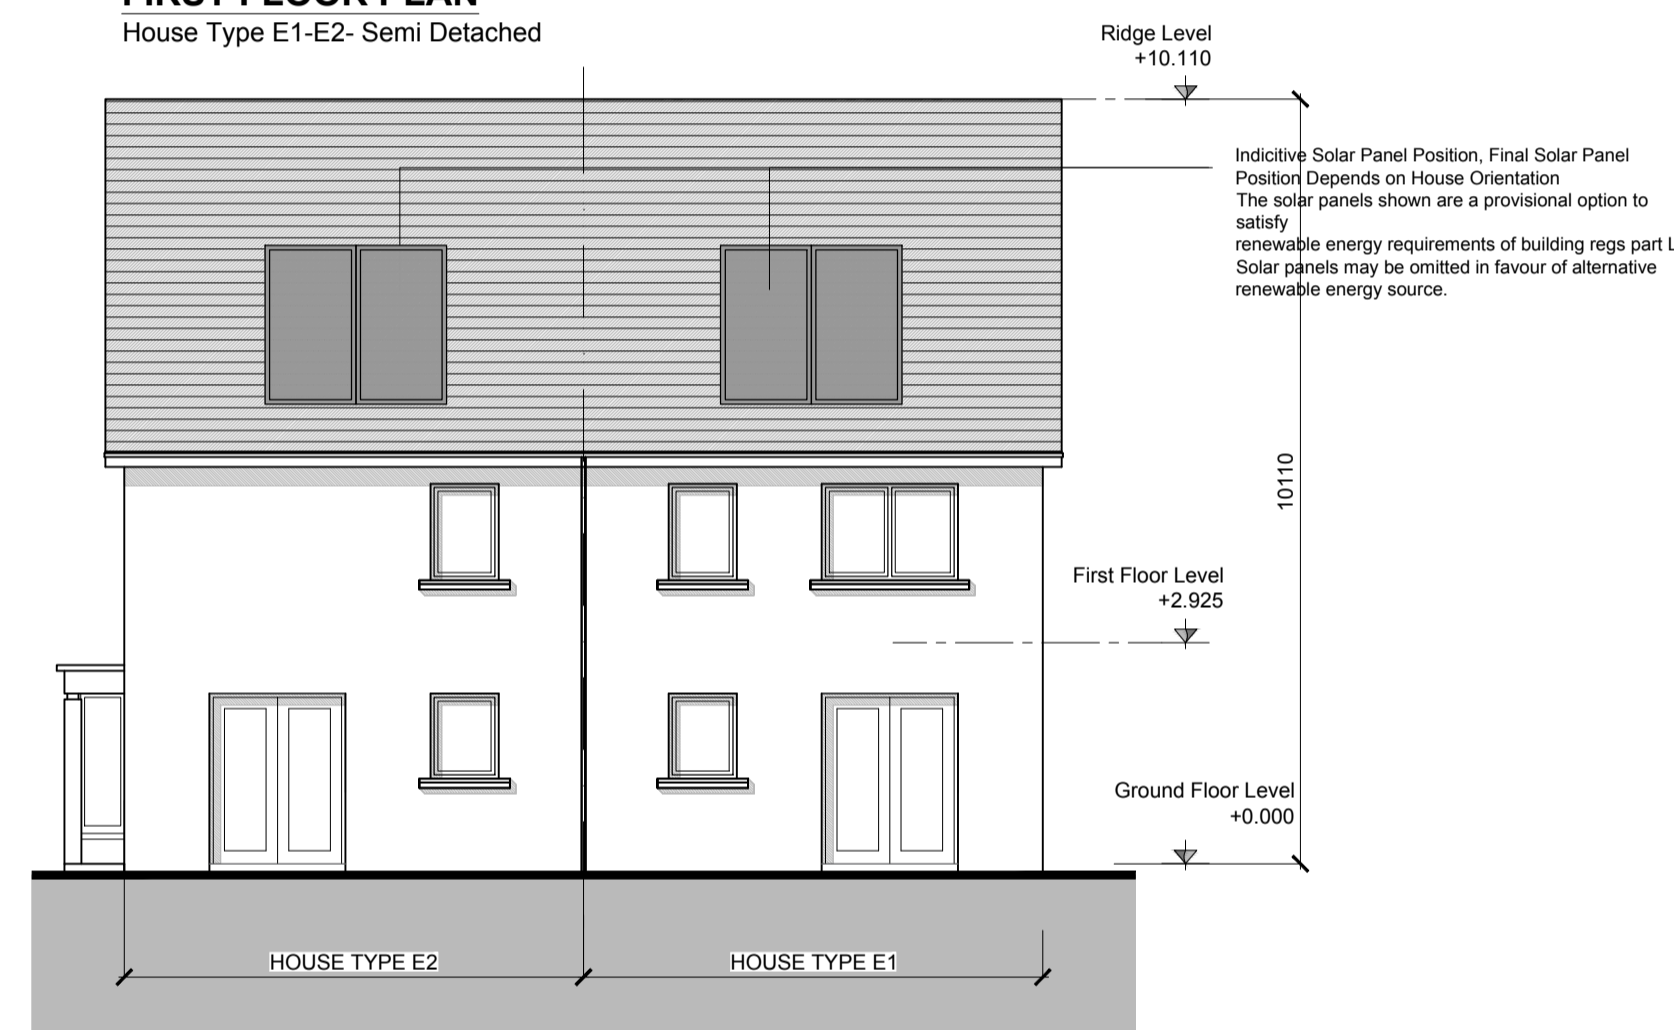 FIRST FLOOR PLAN
House Type E1-E2- Semi Detached
Ridge Level
+10.110
Indicitive Solar Panel Position, Final Solar Panel
Position Depends on House Orientation
The solar panels shown are a provisional option to
satisfy
renewable energy requirements of building regs part L
Solar panels may be omitted in favour of alternative
renewable energy source.
10110
First Floor Level
+2.925
Ground Floor Level
+0.000
HOUSE TYPE E2
HOUSE TYPE E1